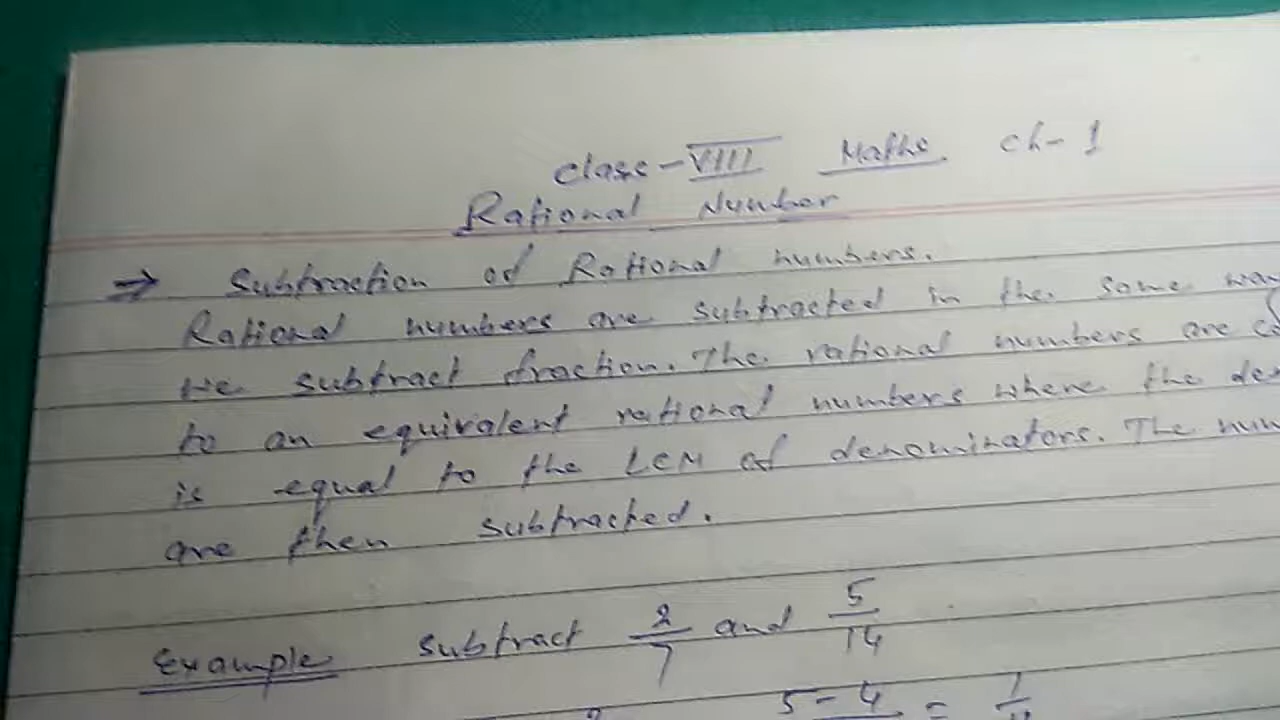 Class - VIII Maths Ch- 1
Rational Number
→ Subtraction of Rational numbers.
Rational numbers are subtracted in the same way
we subtract fraction. The rational numbers are
to an equivalent rational numbers where the
is equal to the LCM of denominators. The
are then subtracted.
Example Subtract 2/7 and 5/14
5 - 4 =